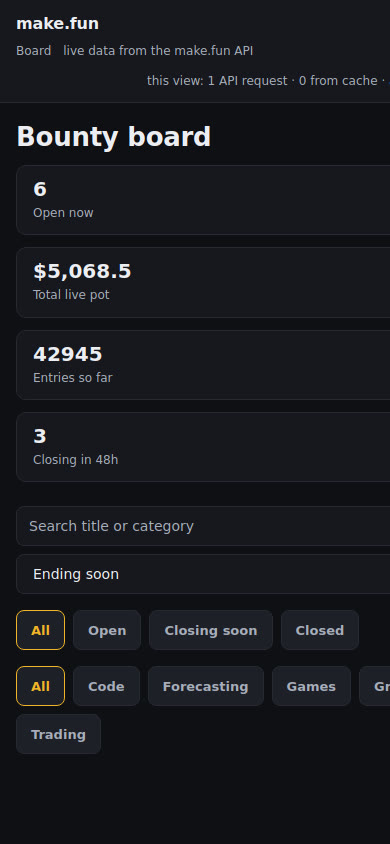 make.fun
Board live data from the make.fun API
this view: 1 API request · 0 from cache ·
Bounty board
6
Open now
$5,068.5
Total live pot
42945
Entries so far
3
Closing in 48h
Search title or category
Ending soon
All Open Closing soon Closed
All Code Forecasting Games
Trading